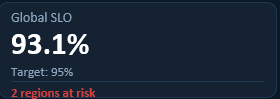 Global SLO
93.1%
Target: 95%
2 regions at risk